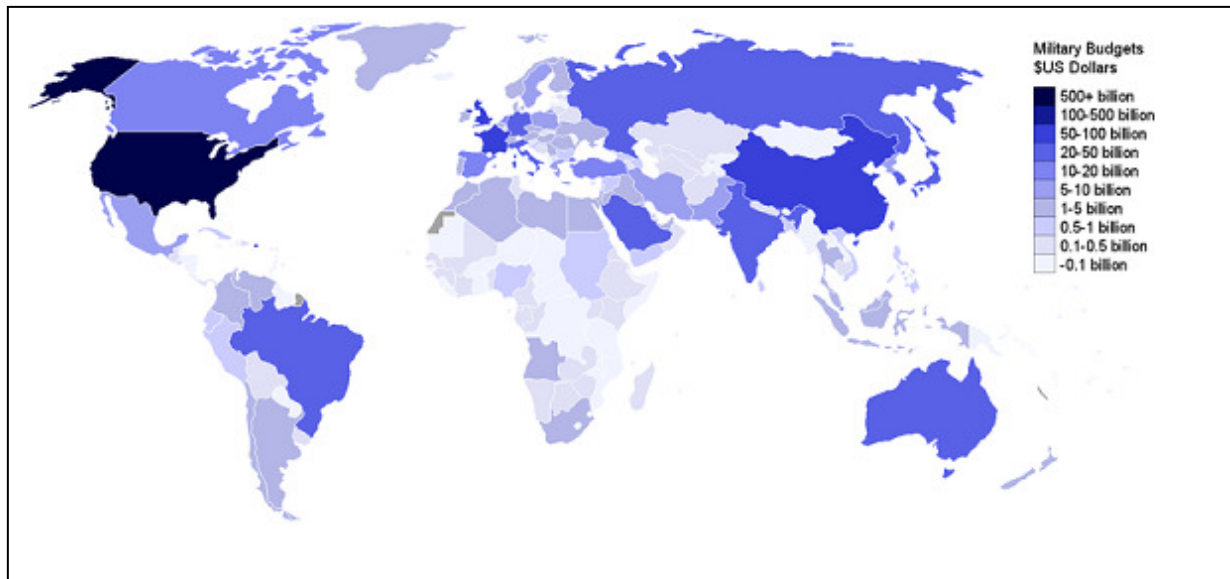 Military Budgets
$US Dollars
500+ billion
100-500 billion
50-100 billion
20-50 billion
10-20 billion
5-10 billion
1-5 billion
0.5-1 billion
0.1-0.5 billion
-0.1 billion